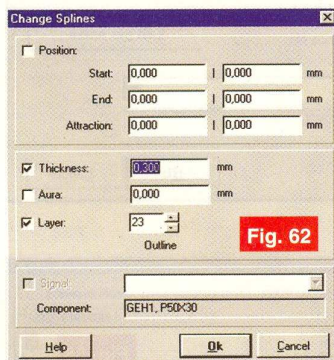 Change Splines
Position:
Start: 0,000 | 0,000 mm
End: 0,000 | 0,000 mm
Attraction: 0,000 | 0,000 mm
Thickness: 0,300 mm
Aura: 0,000 mm
Layer: 23
Outline
Fig. 62
Signal:
Component: GEH1, P50X30
Help Ok Cancel